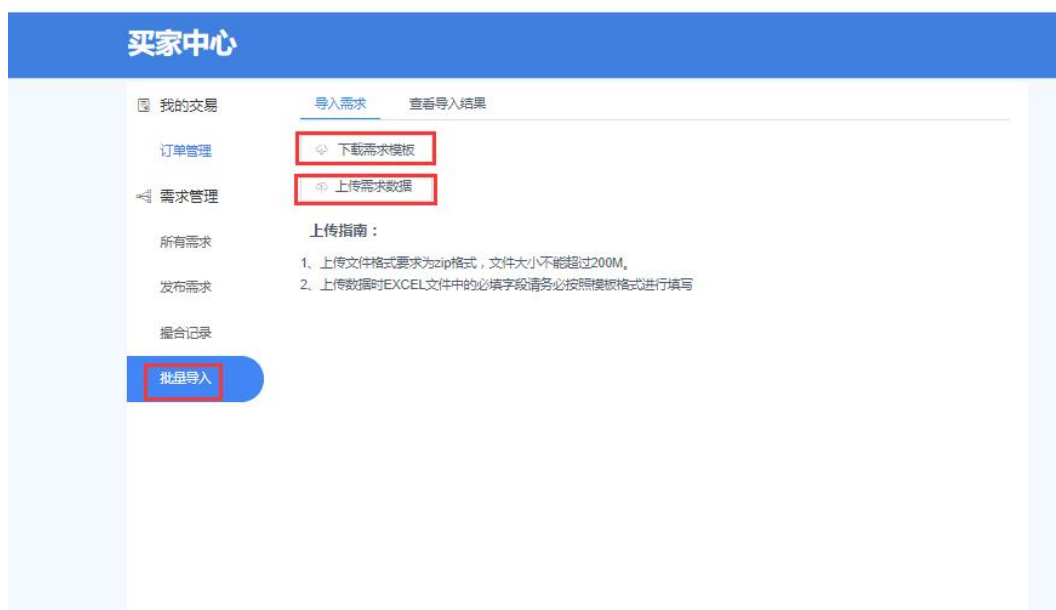 买家中心
我的交易
订单管理
需求管理
所有需求
发布需求
撮合记录
批量导入
导入需求 查看导入结果
下载需求模板
上传需求数据
上传指南：
1、上传文件格式要求为zip格式，文件大小不能超过200M。
2、上传数据时EXCEL文件中的必填字段请务必按照模板格式进行填写